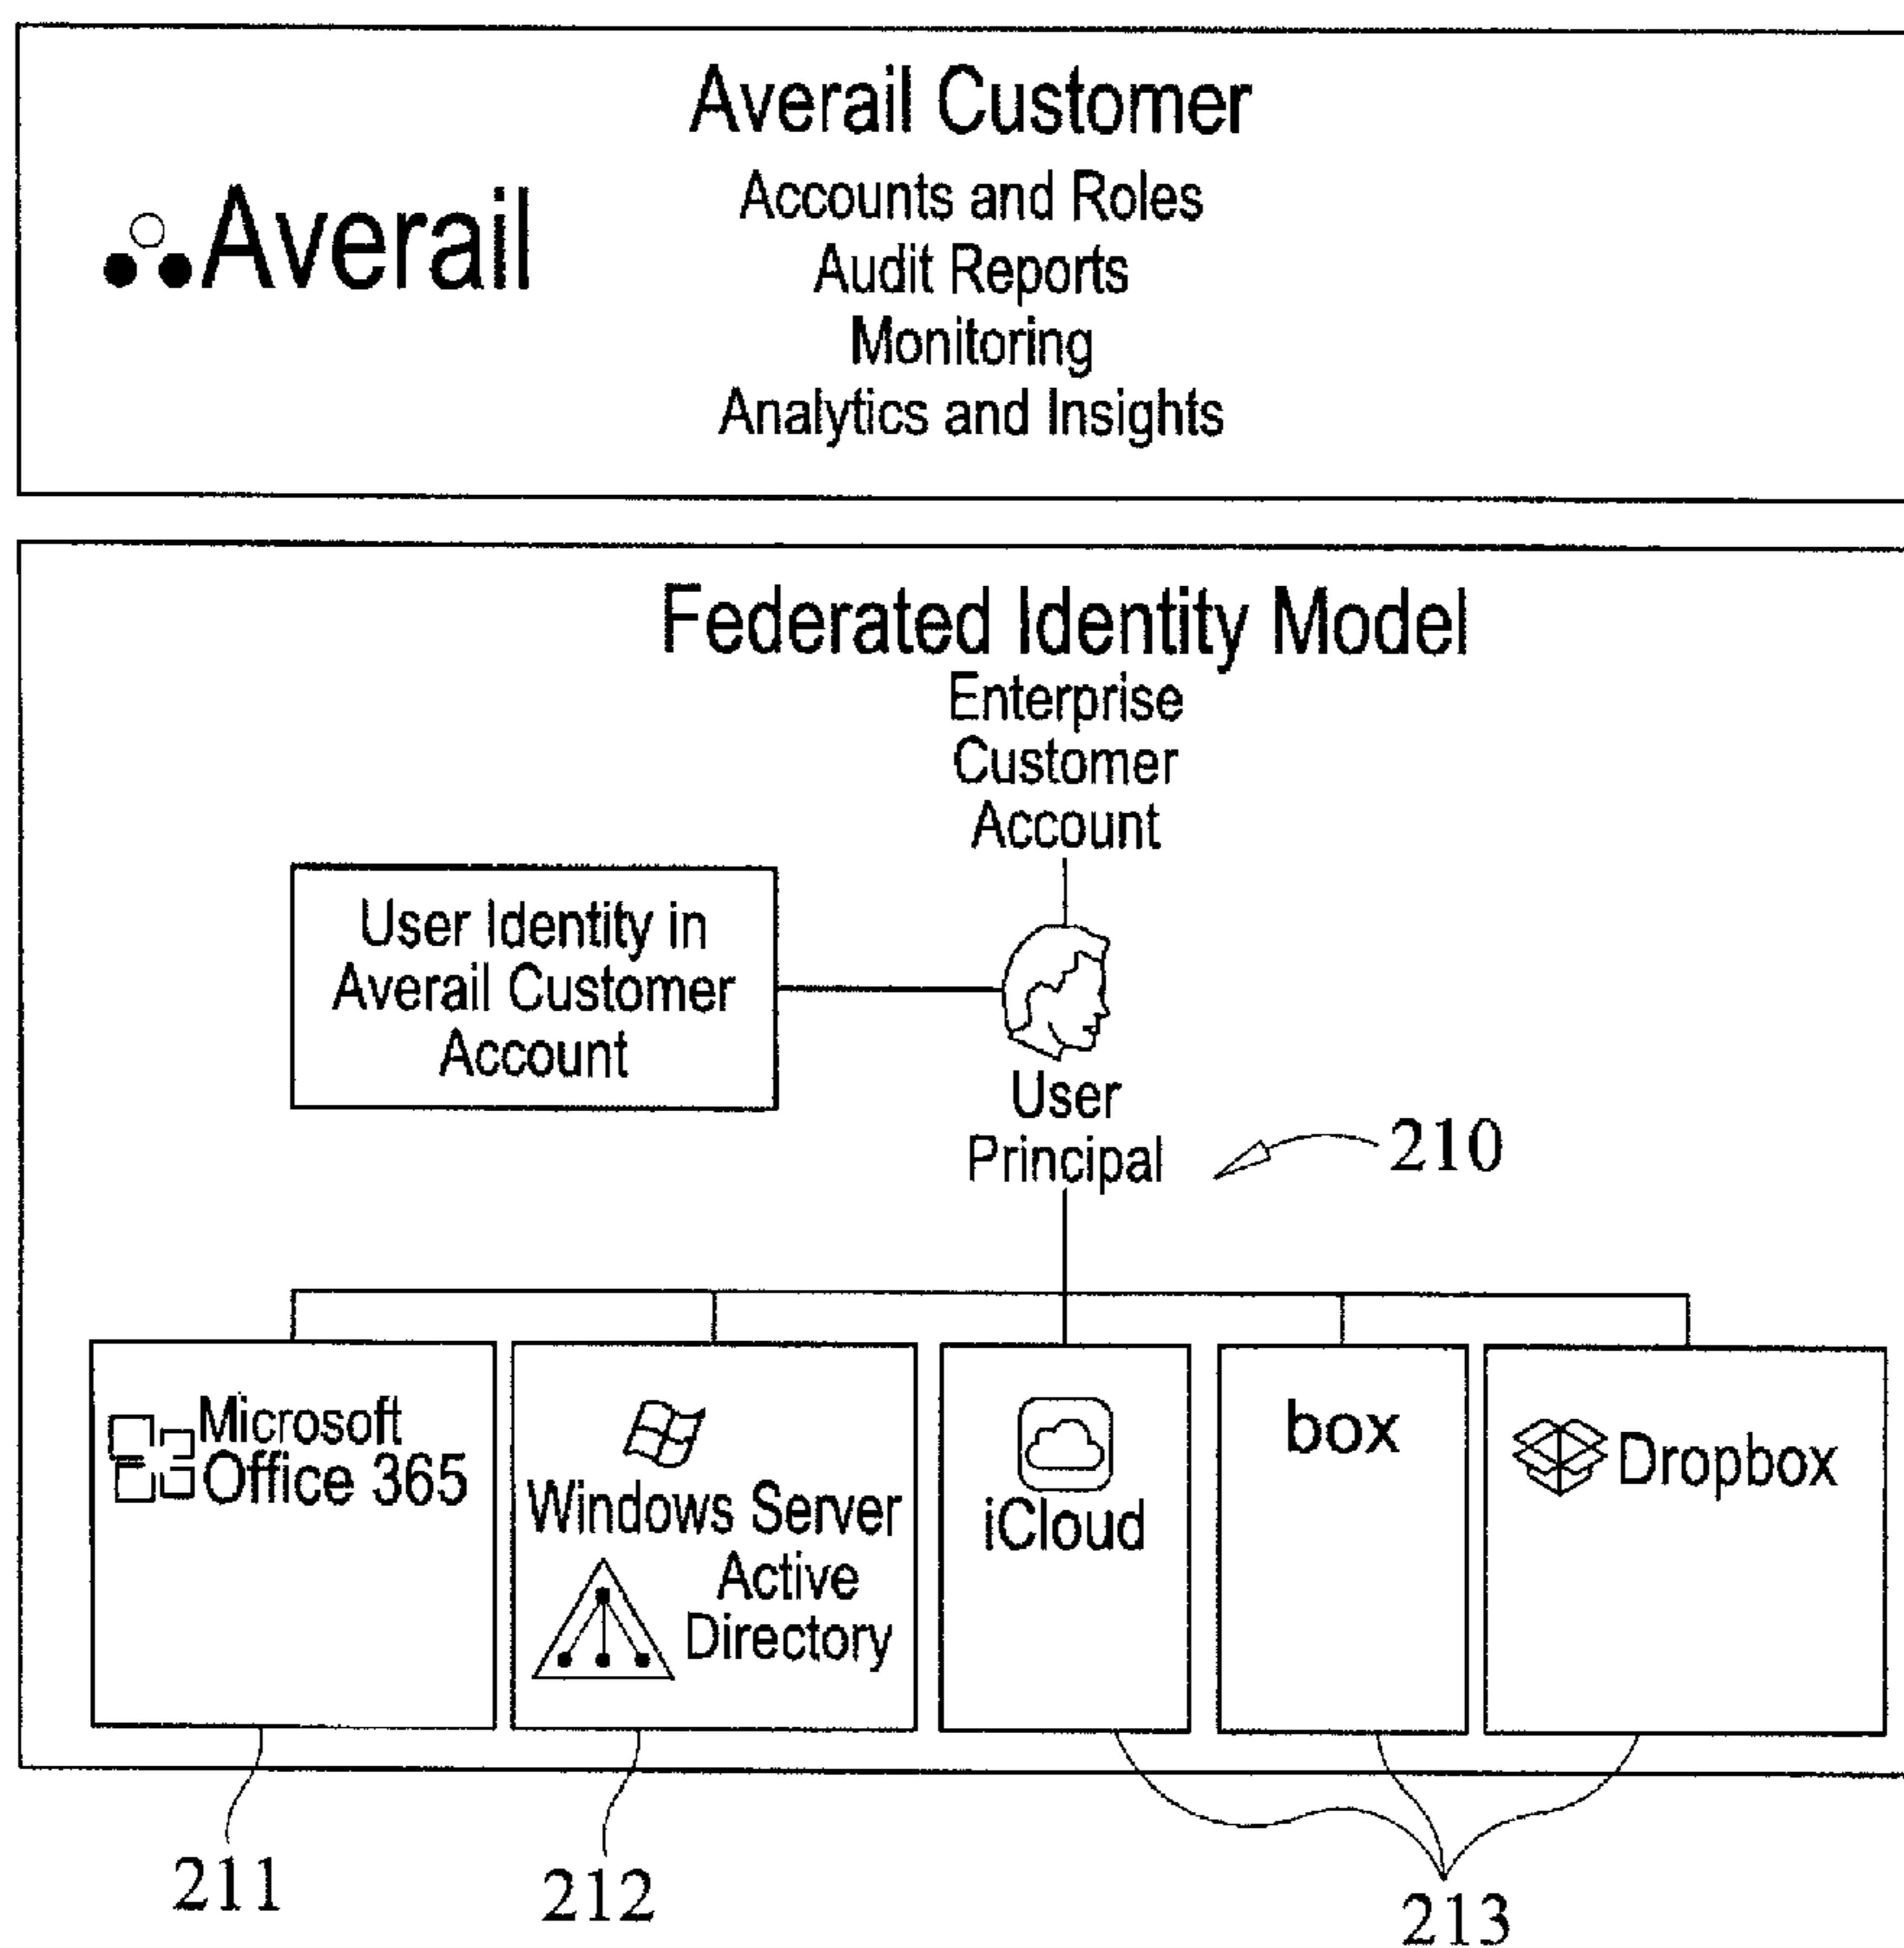 Averail Customer
Averail
Accounts and Roles
Audit Reports
Monitoring
Analytics and Insights
Federated Identity Model
Enterprise
Customer
Account
User Identity in
Averail Customer
Account
User
Principal
210
Microsoft
Office 365
Windows Server
Active
Directory
iCloud
box
Dropbox
211
212
213